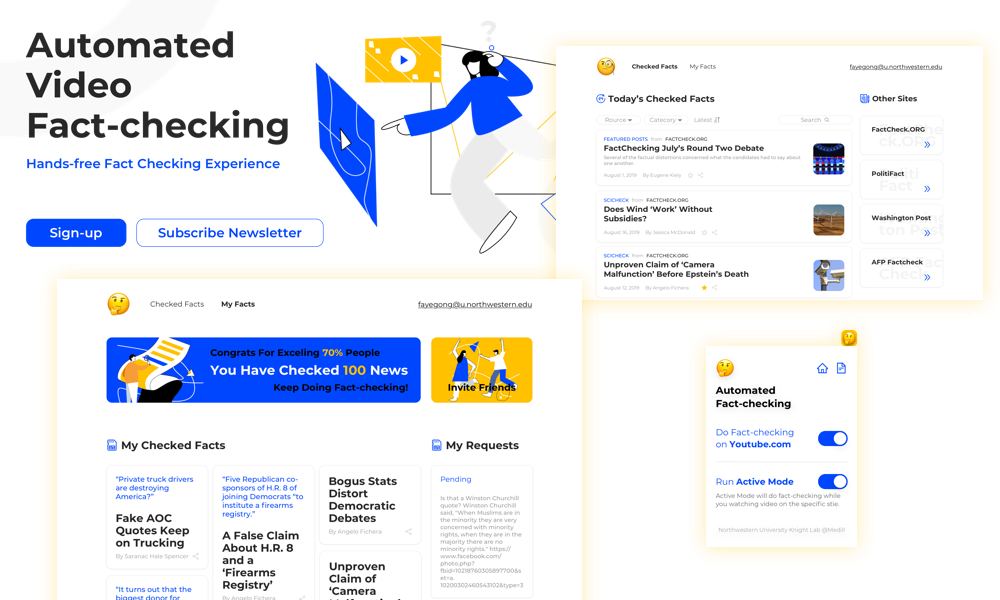 Automated
Video
Fact-checking
Hands-free Fact Checking Experience
Sign-up
Subscribe Newsletter
?
Checked Facts
My Facts
fayegong@u.northwestern.edu
Today's Checked Facts
Rource
Category
Latest
Search
FEATURED POSTS from FACTCHECK.ORG
FactChecking July's Round Two Debate
Several of the factual distortions concerned what the candidates had to say about
one another.
August 1, 2019 By Eugene Kiely
SCICHECK from FACTCHECK.ORG
Does Wind 'Work' Without
Subsidies?
August 16, 2019 By Jessica McDonald
SCICHECK from FACTCHECK.ORG
Unproven Claim of 'Camera
Malfunction' Before Epstein's Death
August 12, 2019 By Angelo Fichera
Other Sites
FactCheck.ORG
PolitiFact
Washington Post
AFP Factcheck
Checked Facts
My Facts
fayegong@u.northwestern.edu
Congrats For Exceling 70% People
You Have Checked 100 News
Keep Doing Fact-checking!
Invite Friends
My Checked Facts
"Private truck drivers
are destroying
America?"
Fake AOC
Quotes Keep
on Trucking
By Saranac Hale Spencer
"It turns out that the
biggest donor for
"Five Republican co-
sponsors of H.R. 8 of
joining Democrats "to
institute a firearms
registry."
A False Claim
About H.R. 8
and a
'Firearms
Registry'
By Angelo Fichera
Bogus Stats
Distort
Democratic
Debates
By Angelo Fichera
Unproven
Claim of
'Camera
My Requests
Pending
Is that a Winston Churchill
quote? Winston Churchill
said, "When Muslims are in
the minority they are very
concerned with minority
rights, when they are in the
majority there are no
minority rights." https://
www.facebook.com/
photo.php?
fbid=10218760305897700&s
et=a.
10200302460543102&type=3
Automated
Fact-checking
Do Fact-checking
on Youtube.com
Run Active Mode
Active Mode will do fact-checking while
you watching video on the specific stie.
Northwestern University Knight Lab @Medill